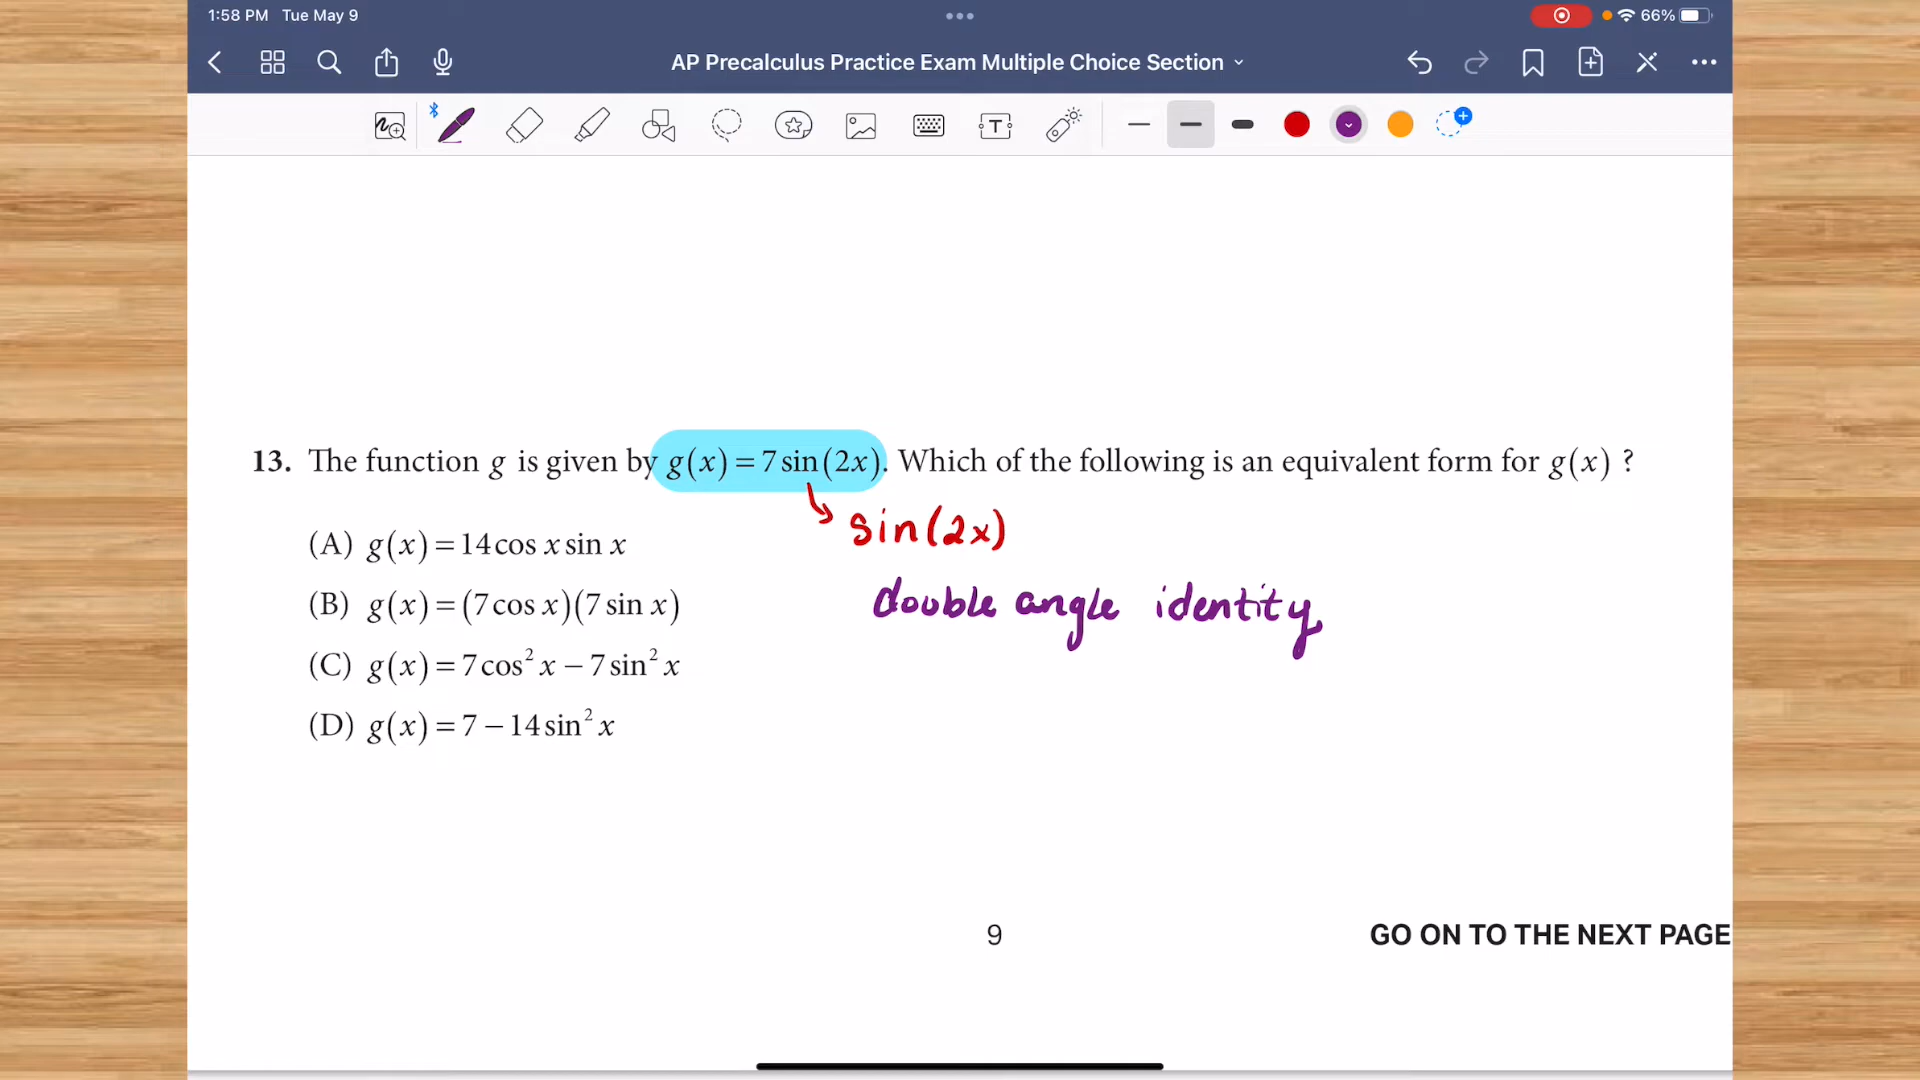 1:58 PM Tue May 9
66%
AP Precalculus Practice Exam Multiple Choice Section
T
13. The function g is given by g(x) = 7 sin(2x). Which of the following is an equivalent form for g(x) ?
sin(2x)
(A) g(x) = 14 cos x sin x
double angle identity
(B) g(x) = (7 cos x)(7 sin x)
(C) g(x) = 7 cos² x − 7 sin² x
(D) g(x) = 7 − 14 sin² x
9
GO ON TO THE NEXT PAGE